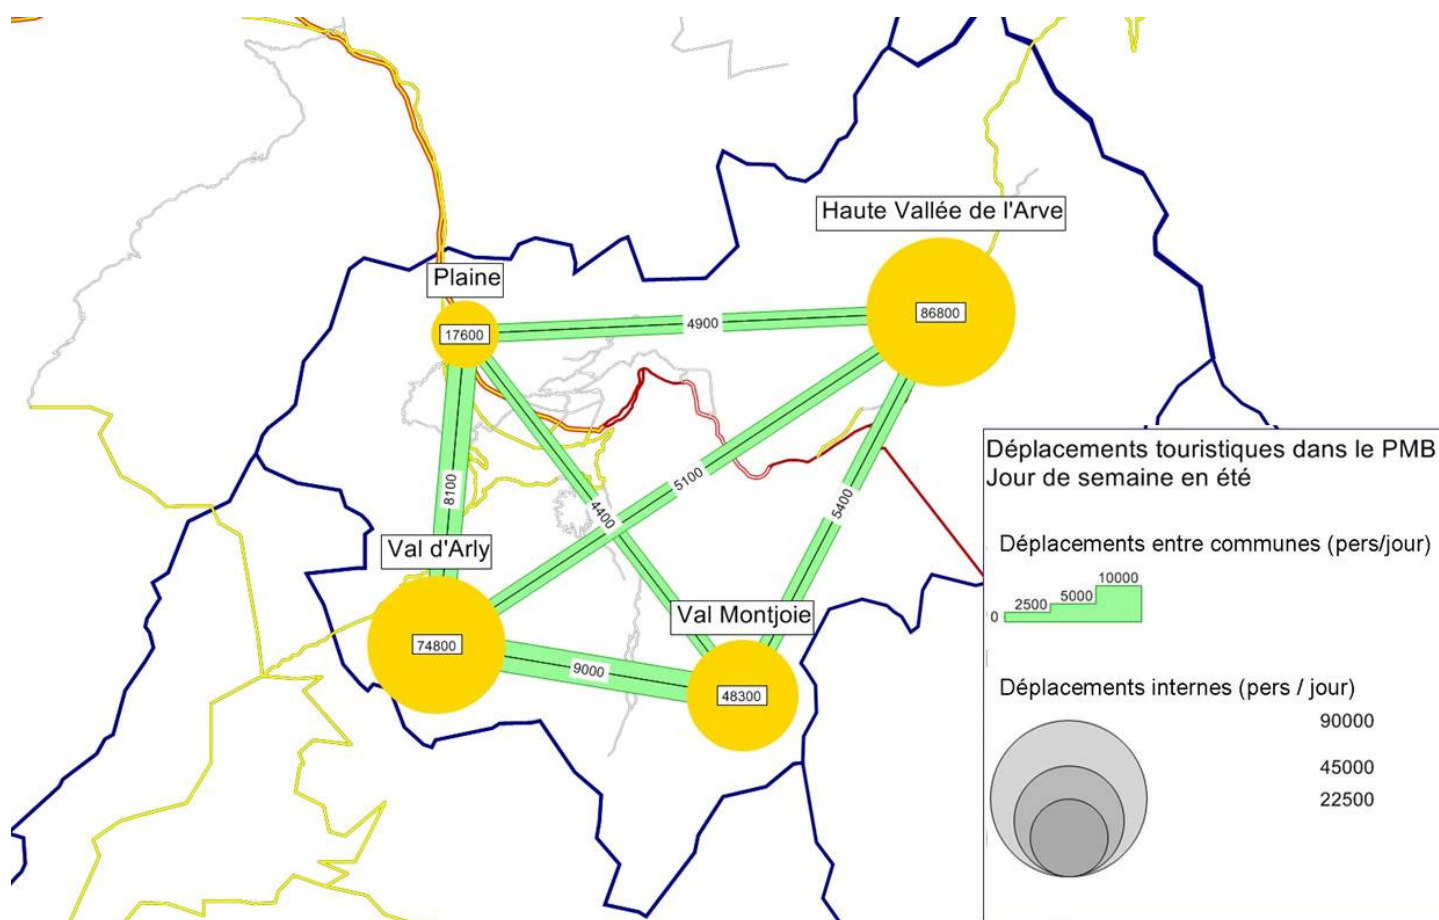 Haute Vallée de l'Arve
86800
Plaine
17600
4900
8100
4400
5100
5400
Val d'Arly
74800
9000
Val Montjoie
48300
Déplacements touristiques dans le PMB
Jour de semaine en été
Déplacements entre communes (pers/jour)
0 2500 5000 10000
Déplacements internes (pers / jour)
90000
45000
22500